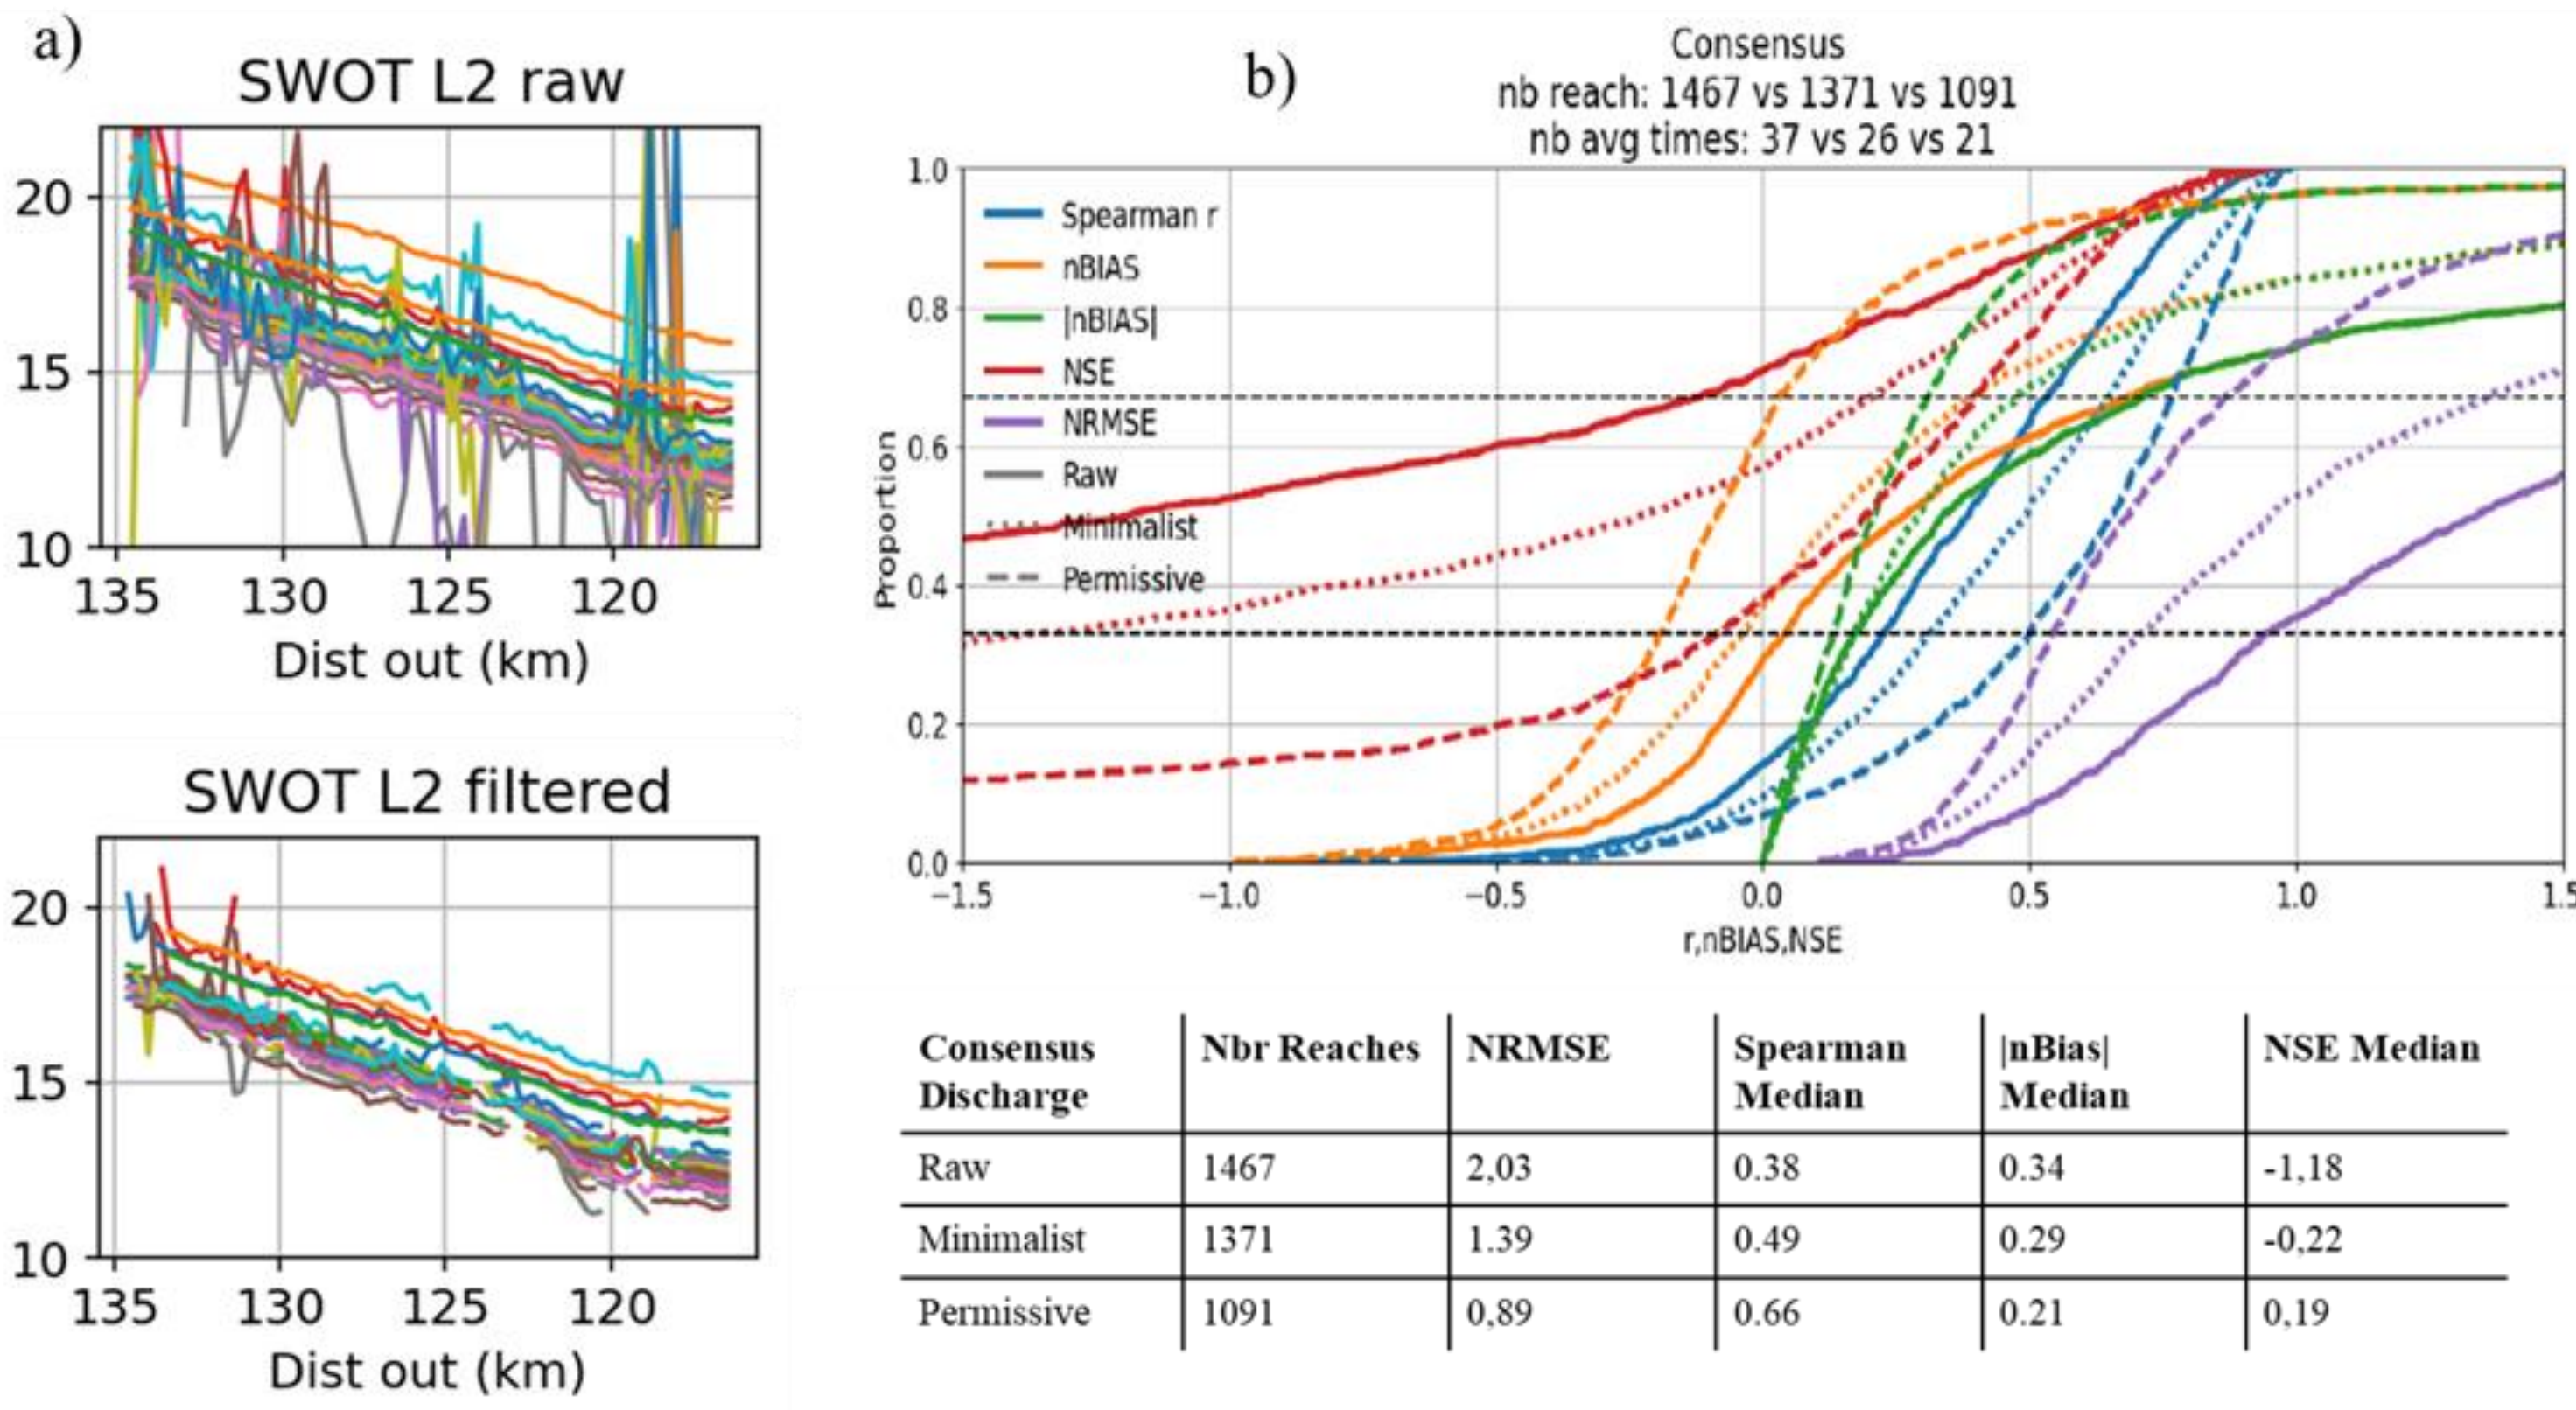 a)
SWOT L2 raw
20
15
10
135 130 125 120
Dist out (km)
SWOT L2 filtered
20
15
10
135 130 125 120
Dist out (km)
b)
Consensus
nb reach: 1467 vs 1371 vs 1091
nb avg times: 37 vs 26 vs 21
Proportion
1.0
0.8
0.6
0.4
0.2
0.0
Spearman r
nBIAS
|nBIAS|
NSE
NRMSE
Raw
Minimalist
Permissive
−1.5 −1.0 −0.5 0.0 0.5 1.0 1.5
r,nBIAS,NSE
Consensus Discharge Nbr Reaches NRMSE Spearman Median |nBias| Median NSE Median
Raw 1467 2,03 0.38 0.34 -1,18
Minimalist 1371 1.39 0.49 0.29 -0,22
Permissive 1091 0,89 0.66 0.21 0,19